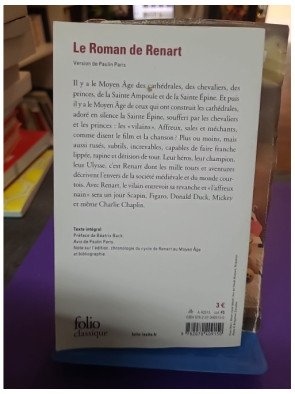 Le Roman de Renart
Version de Paulin Paris
Il y a le Moyen Âge des cathédrales, des chevaliers, des
princes, de la Sainte Ampoule et de la Sainte Épine. Et puis
il y a le Moyen Âge de ceux qui ont construit les cathédrales,
adoré en silence la Sainte Épine, souffert par les chevaliers
et les princes : les « vilains ». Affreux, sales et méchants,
comme disent le film et la chanson ! Plus ou moins, mais
aussi rusés, subtils, increvables, capables de faire franche
lippée, rapine et dérision de tout. Leur héros, leur champion,
leur Ulysse, c'est Renart dont les mille tours et aventures
décrivent l'envers de la société médiévale et du monde cour-
tois. Avec Renart, le vilain entrevoit sa revanche et « l'affreux
nain » sera un jour Scapin, Figaro, Donald Duck, Mickey
et même Charlie Chaplin.
Texte intégral
Préface de Béatrix Beck
Avis de Paulin Paris
Note sur l'édition, chronologie du cycle de Renart au Moyen Âge
et bibliographie
3 €
folio
classique
folio-lesite.fr